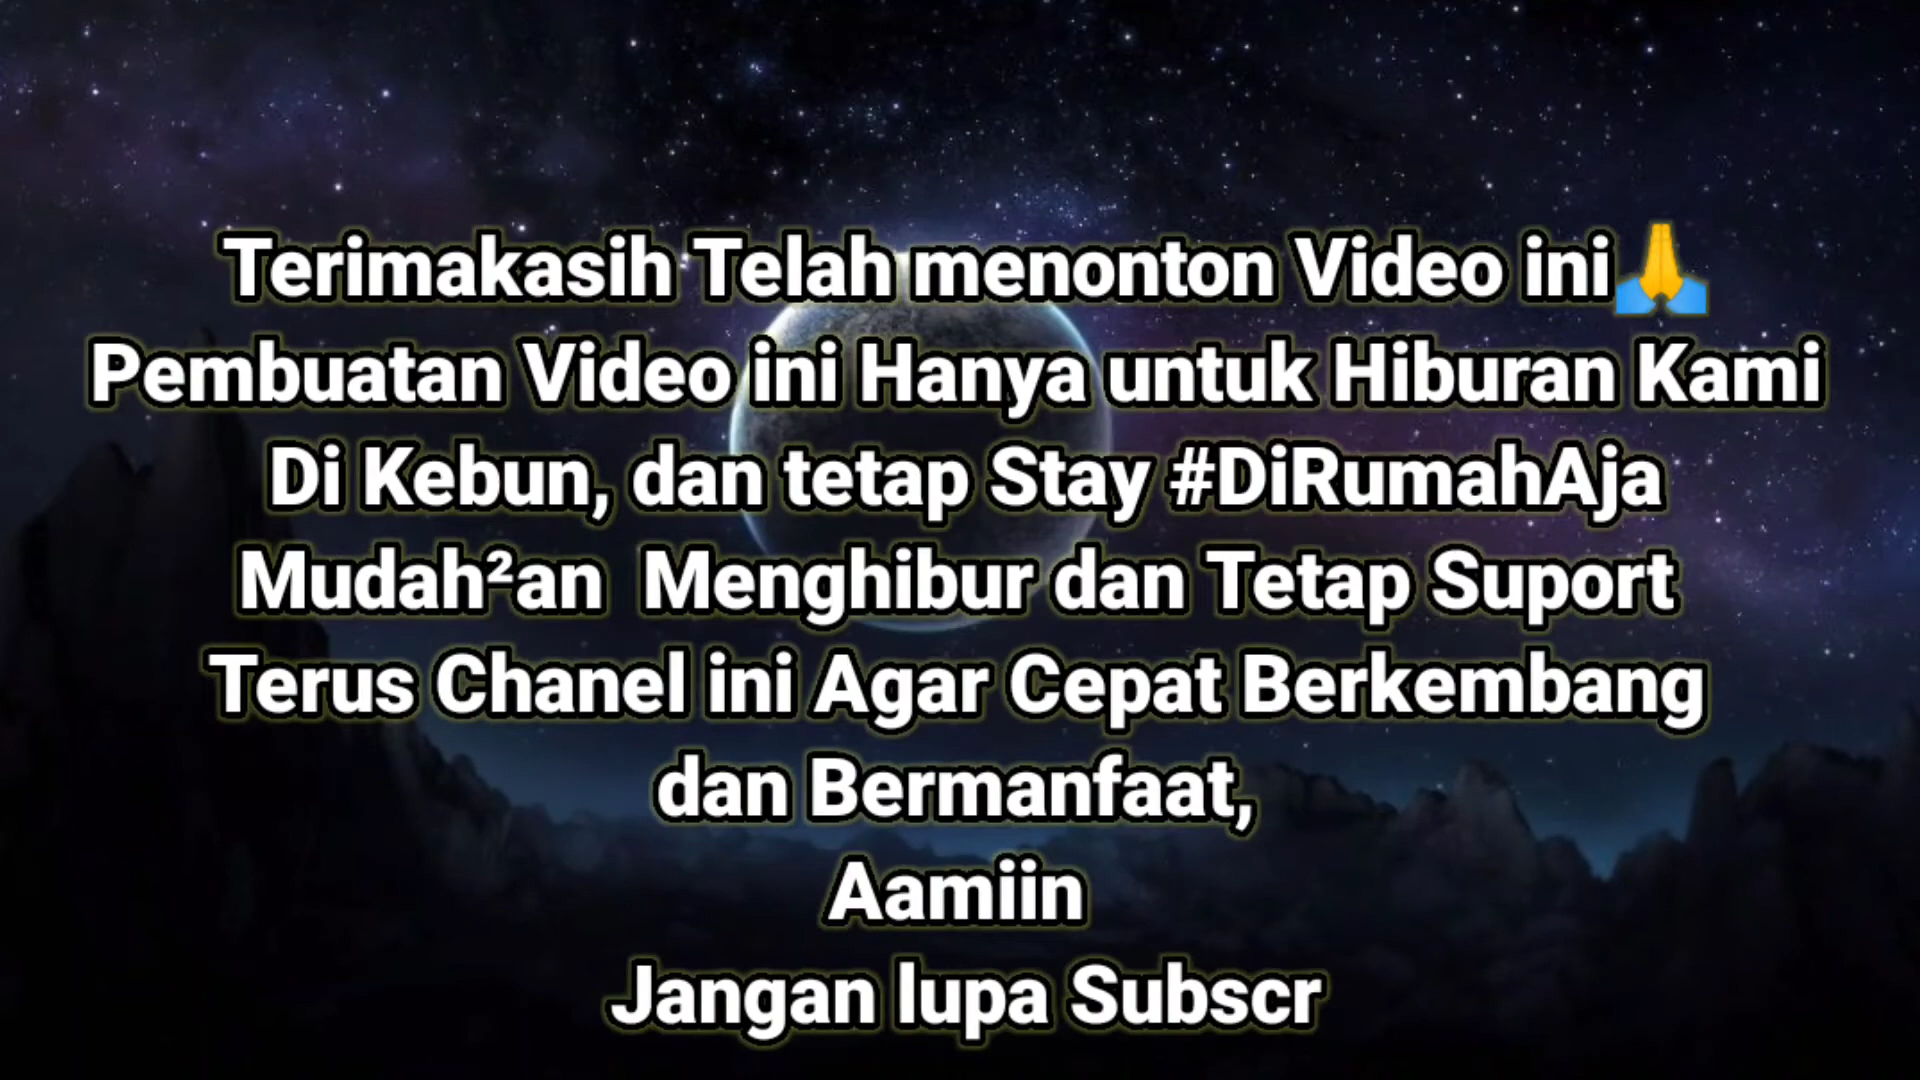 Terimakasih Telah menonton Video ini🙏
Pembuatan Video ini Hanya untuk Hiburan Kami
Di Kebun, dan tetap Stay #DiRumahAja
Mudah²an  Menghibur dan Tetap Suport
Terus Chanel ini Agar Cepat Berkembang
dan Bermanfaat,
Aamiin
Jangan lupa Subscr